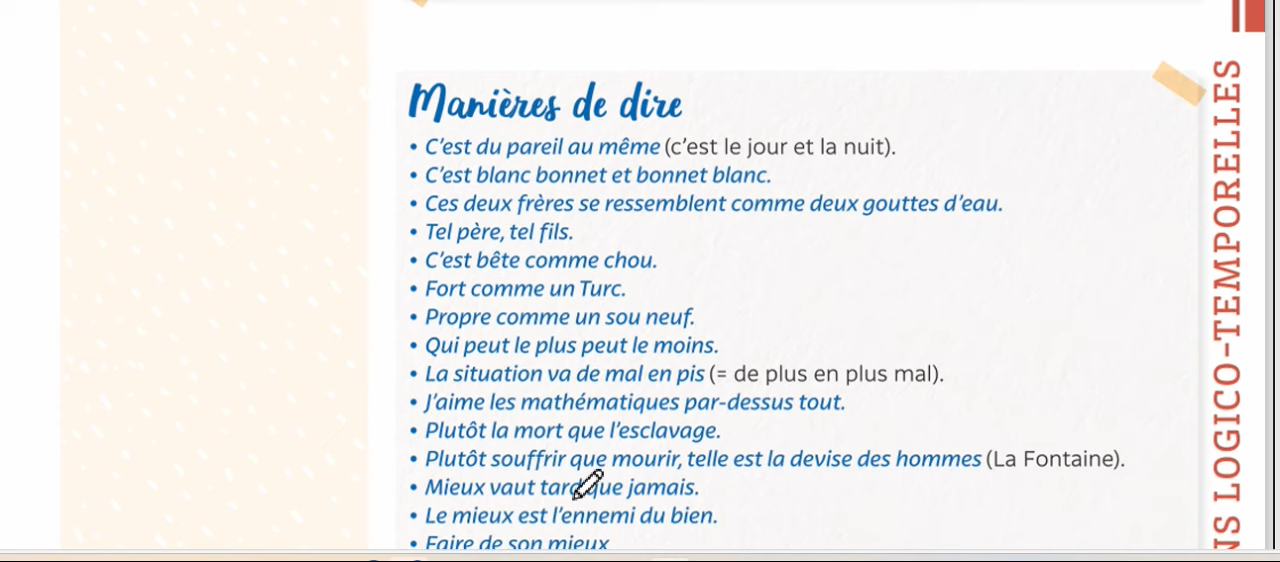 Manières de dire
• C'est du pareil au même (c'est le jour et la nuit).
• C'est blanc bonnet et bonnet blanc.
• Ces deux frères se ressemblent comme deux gouttes d'eau.
• Tel père, tel fils.
• C'est bête comme chou.
• Fort comme un Turc.
• Propre comme un sou neuf.
• Qui peut le plus peut le moins.
• La situation va de mal en pis (= de plus en plus mal).
• J'aime les mathématiques par-dessus tout.
• Plutôt la mort que l'esclavage.
• Plutôt souffrir que mourir, telle est la devise des hommes (La Fontaine).
• Mieux vaut tard que jamais.
• Le mieux est l'ennemi du bien.
• Faire de son mieux
NS LOGICO-TEMPORELLES